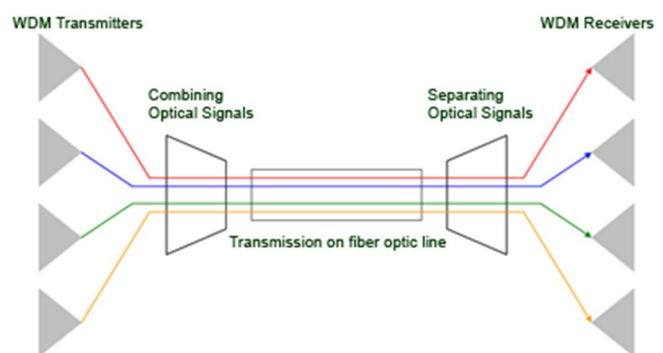 WDM Transmitters
WDM Receivers
Combining
Optical Signals
Separating
Optical Signals
Transmission on fiber optic line